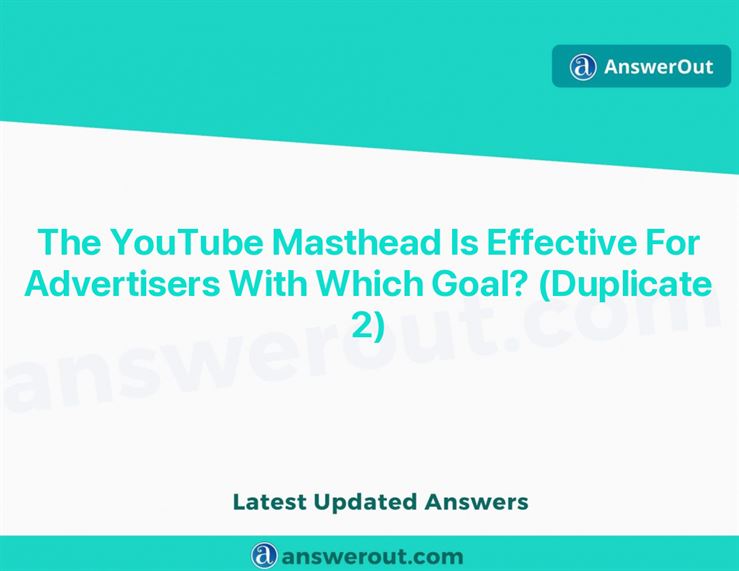 AnswerOut
The YouTube Masthead Is Effective For
Advertisers With Which Goal? (Duplicate
2)
answerout.com
Latest Updated Answers
answerout.com